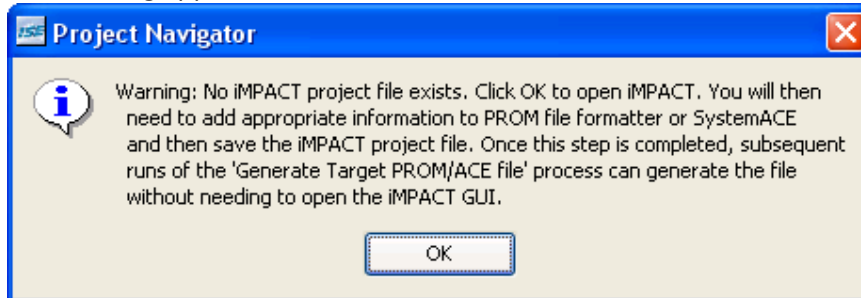 ISE Project Navigator
Warning: No iMPACT project file exists. Click OK to open iMPACT. You will then
need to add appropriate information to PROM file formatter or SystemACE
and then save the iMPACT project file. Once this step is completed, subsequent
runs of the 'Generate Target PROM/ACE file' process can generate the file
without needing to open the iMPACT GUI.
OK